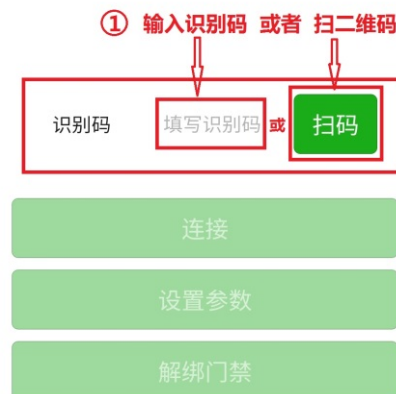 ① 输入识别码 或者 扫二维码
识别码 填写识别码 或 扫码
连接
设置参数
解绑门禁